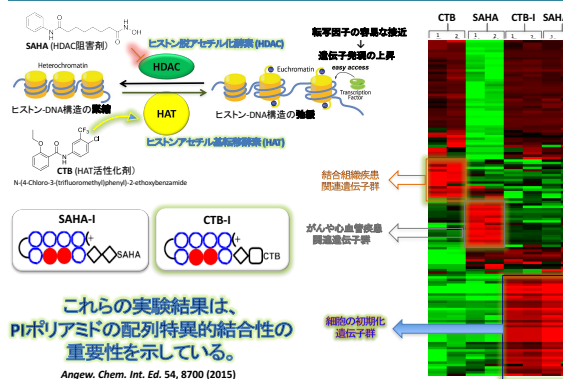 SAHA (HDAC阻害剤)
ヒストン脱アセチル化酵素 (HDAC)
HDAC
Heterochromatin
Euchromatin
easy access
Transcription
Factor
ヒストン-DNA構造の緊縮
HAT
ヒストン-DNA構造の弛緩
ヒストンアセチル基転移酵素 (HAT)
CTB (HAT活性化剤)
N-(4-Chloro-3-(trifluoromethyl)phenyl)-2-ethoxybenzamide
転写因子の容易な接近
↓
遺伝子発現の上昇
SAHA-I
SAHA
CTB-I
CTB
これらの実験結果は、
PIポリアミドの配列特異的結合性の
重要性を示している。
Angew. Chem. Int. Ed. 54, 8700 (2015)
CTB SAHA CTB-I SAHA
結合組織疾患
関連遺伝子群
がんや心血管疾患
関連遺伝子群
細胞の初期化
遺伝子群